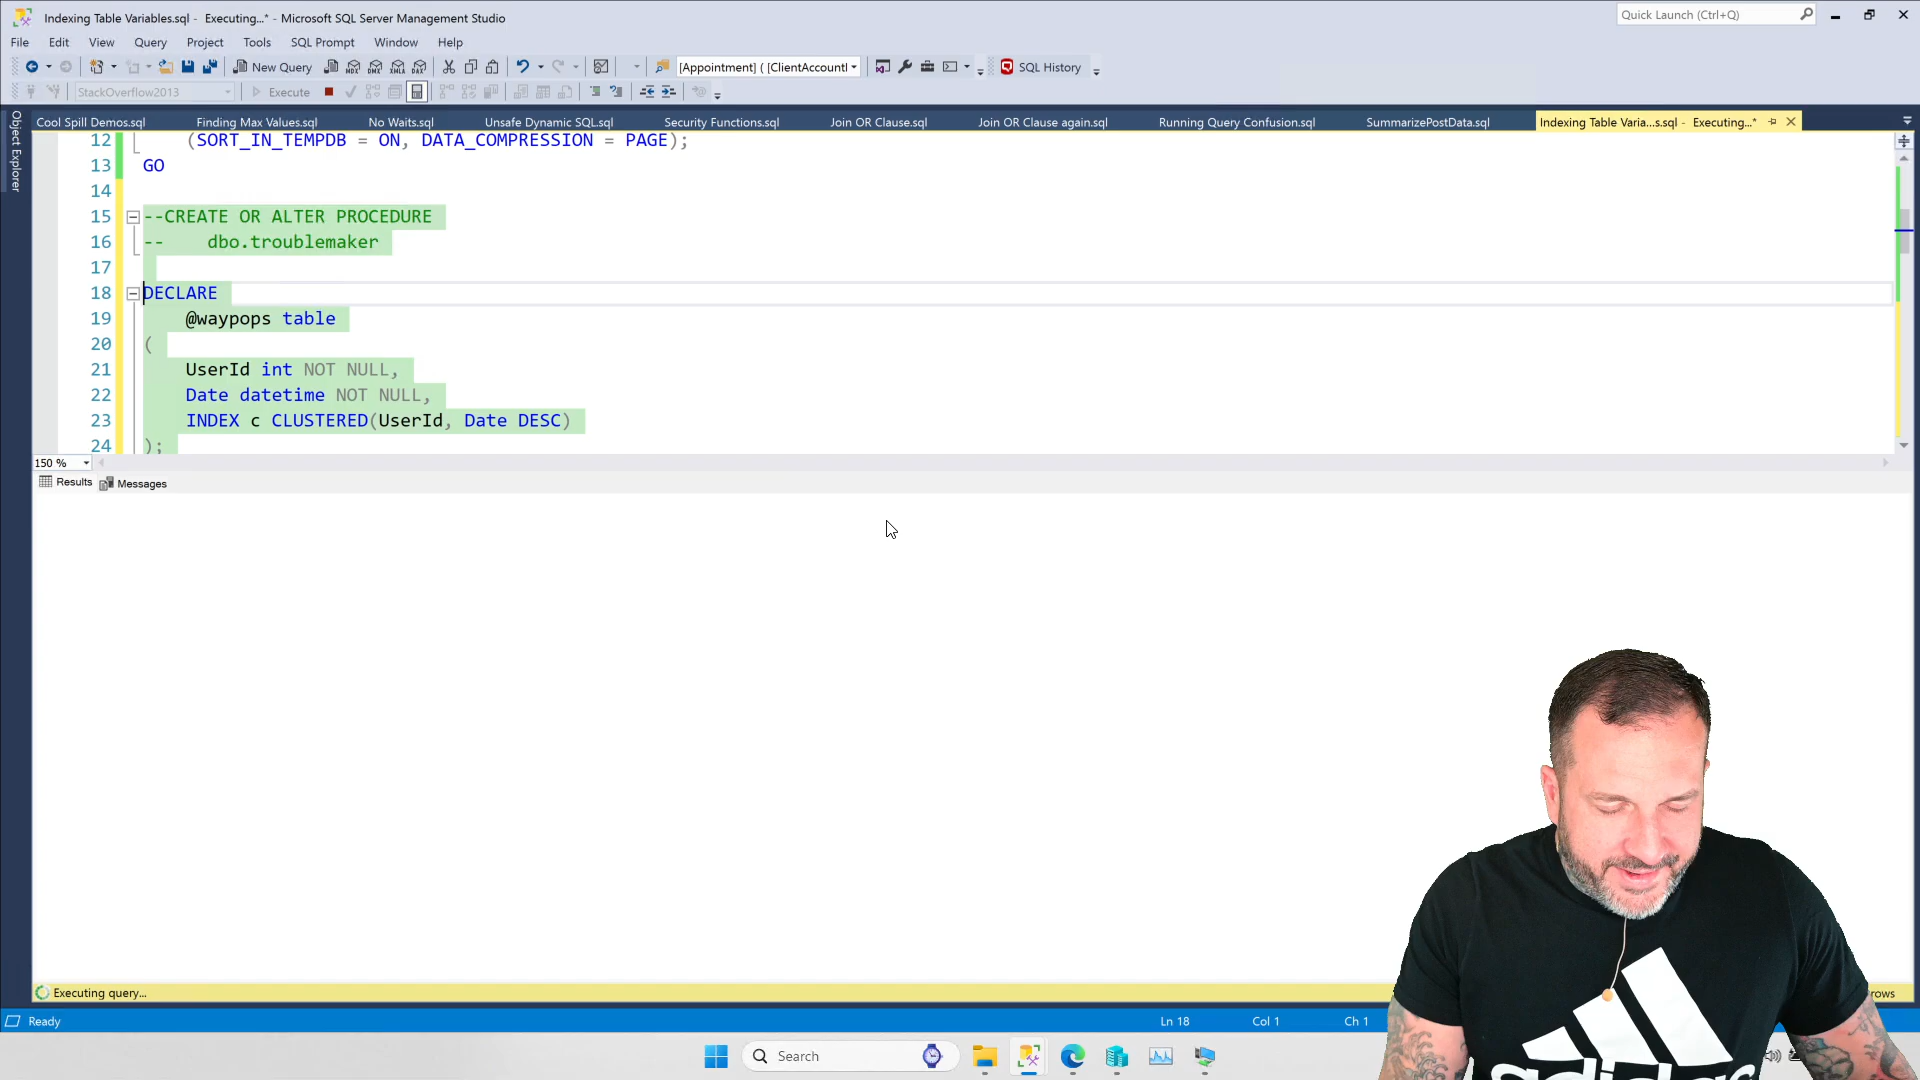 Indexing Table Variables.sql - Executing...* - Microsoft SQL Server Management Studio
Quick Launch (Ctrl+Q)
File Edit View Query Project Tools SQL Prompt Window Help
New Query MDX DMX XMLA DAX [Appointment] ( [ClientAccountI SQL History
StackOverflow2013 Execute
Object Explorer
Cool Spill Demos.sql Finding Max Values.sql No Waits.sql Unsafe Dynamic SQL.sql Security Functions.sql Join OR Clause.sql Join OR Clause again.sql Running Query Confusion.sql SummarizePostData.sql Indexing Table Varia...s.sql - Executing...*
12 (SORT_IN_TEMPDB = ON, DATA_COMPRESSION = PAGE);
13 GO
14
15 --CREATE OR ALTER PROCEDURE
16 -- dbo.troublemaker
17
18 DECLARE
19 @waypops table
20 (
21 UserId int NOT NULL,
22 Date datetime NOT NULL,
23 INDEX c CLUSTERED(UserId, Date DESC)
24 );
150 %
Results Messages
Executing query... rows
Ready Ln 18 Col 1 Ch 1
Search
adidas